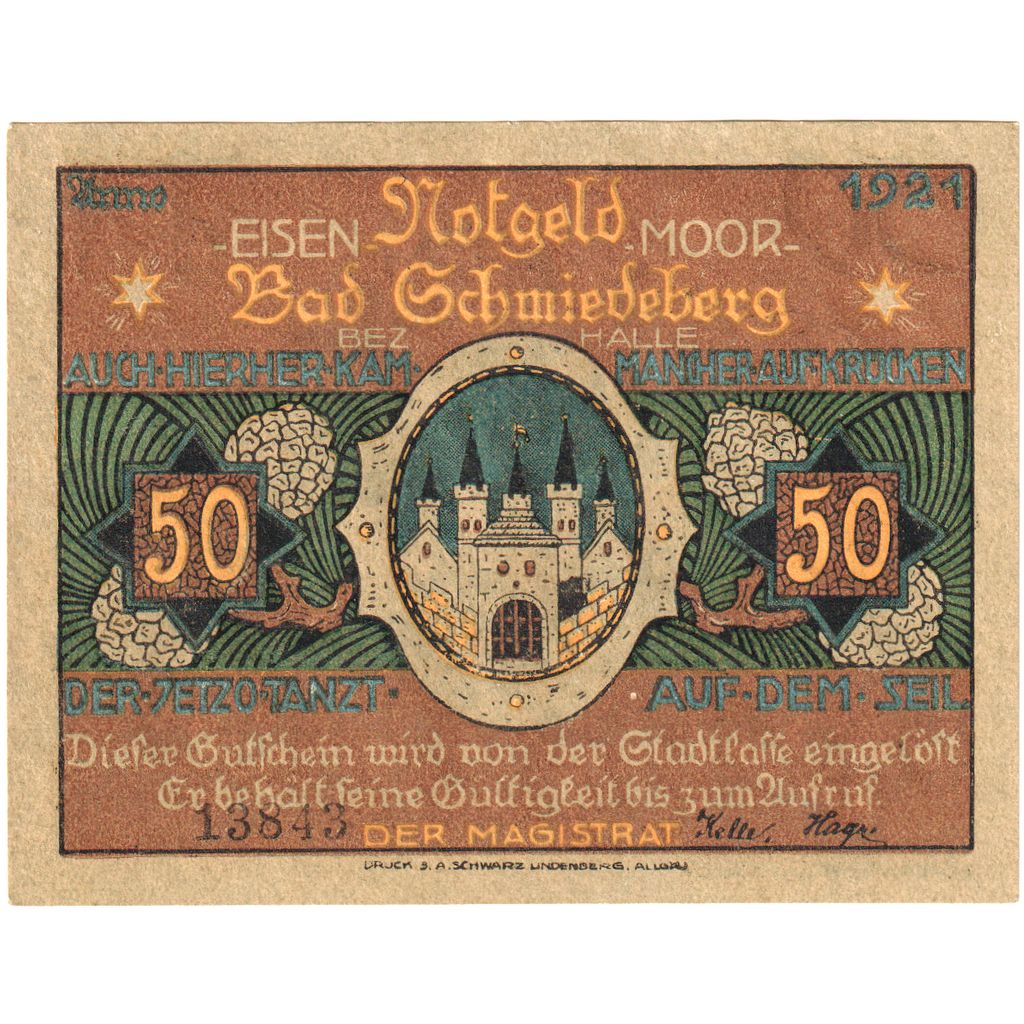 Anno Notgeld 1921
-EISEN- -MOOR-
Bad Schmiedeberg
BEZ HALLE
AUCH·HIERHER·KAM· MANCHER·AUF·KRÜCKEN
50 50
DER·JETZO·TANZT· AUF·DEM·SEIL
Dieser Gutschein wird von der Stadtkasse eingelöst
Er behält seine Gültigkeit bis zum Aufruf.
13843 DER MAGISTRAT
DRUCK J. A. SCHWARZ LINDENBERG. ALLGÄU